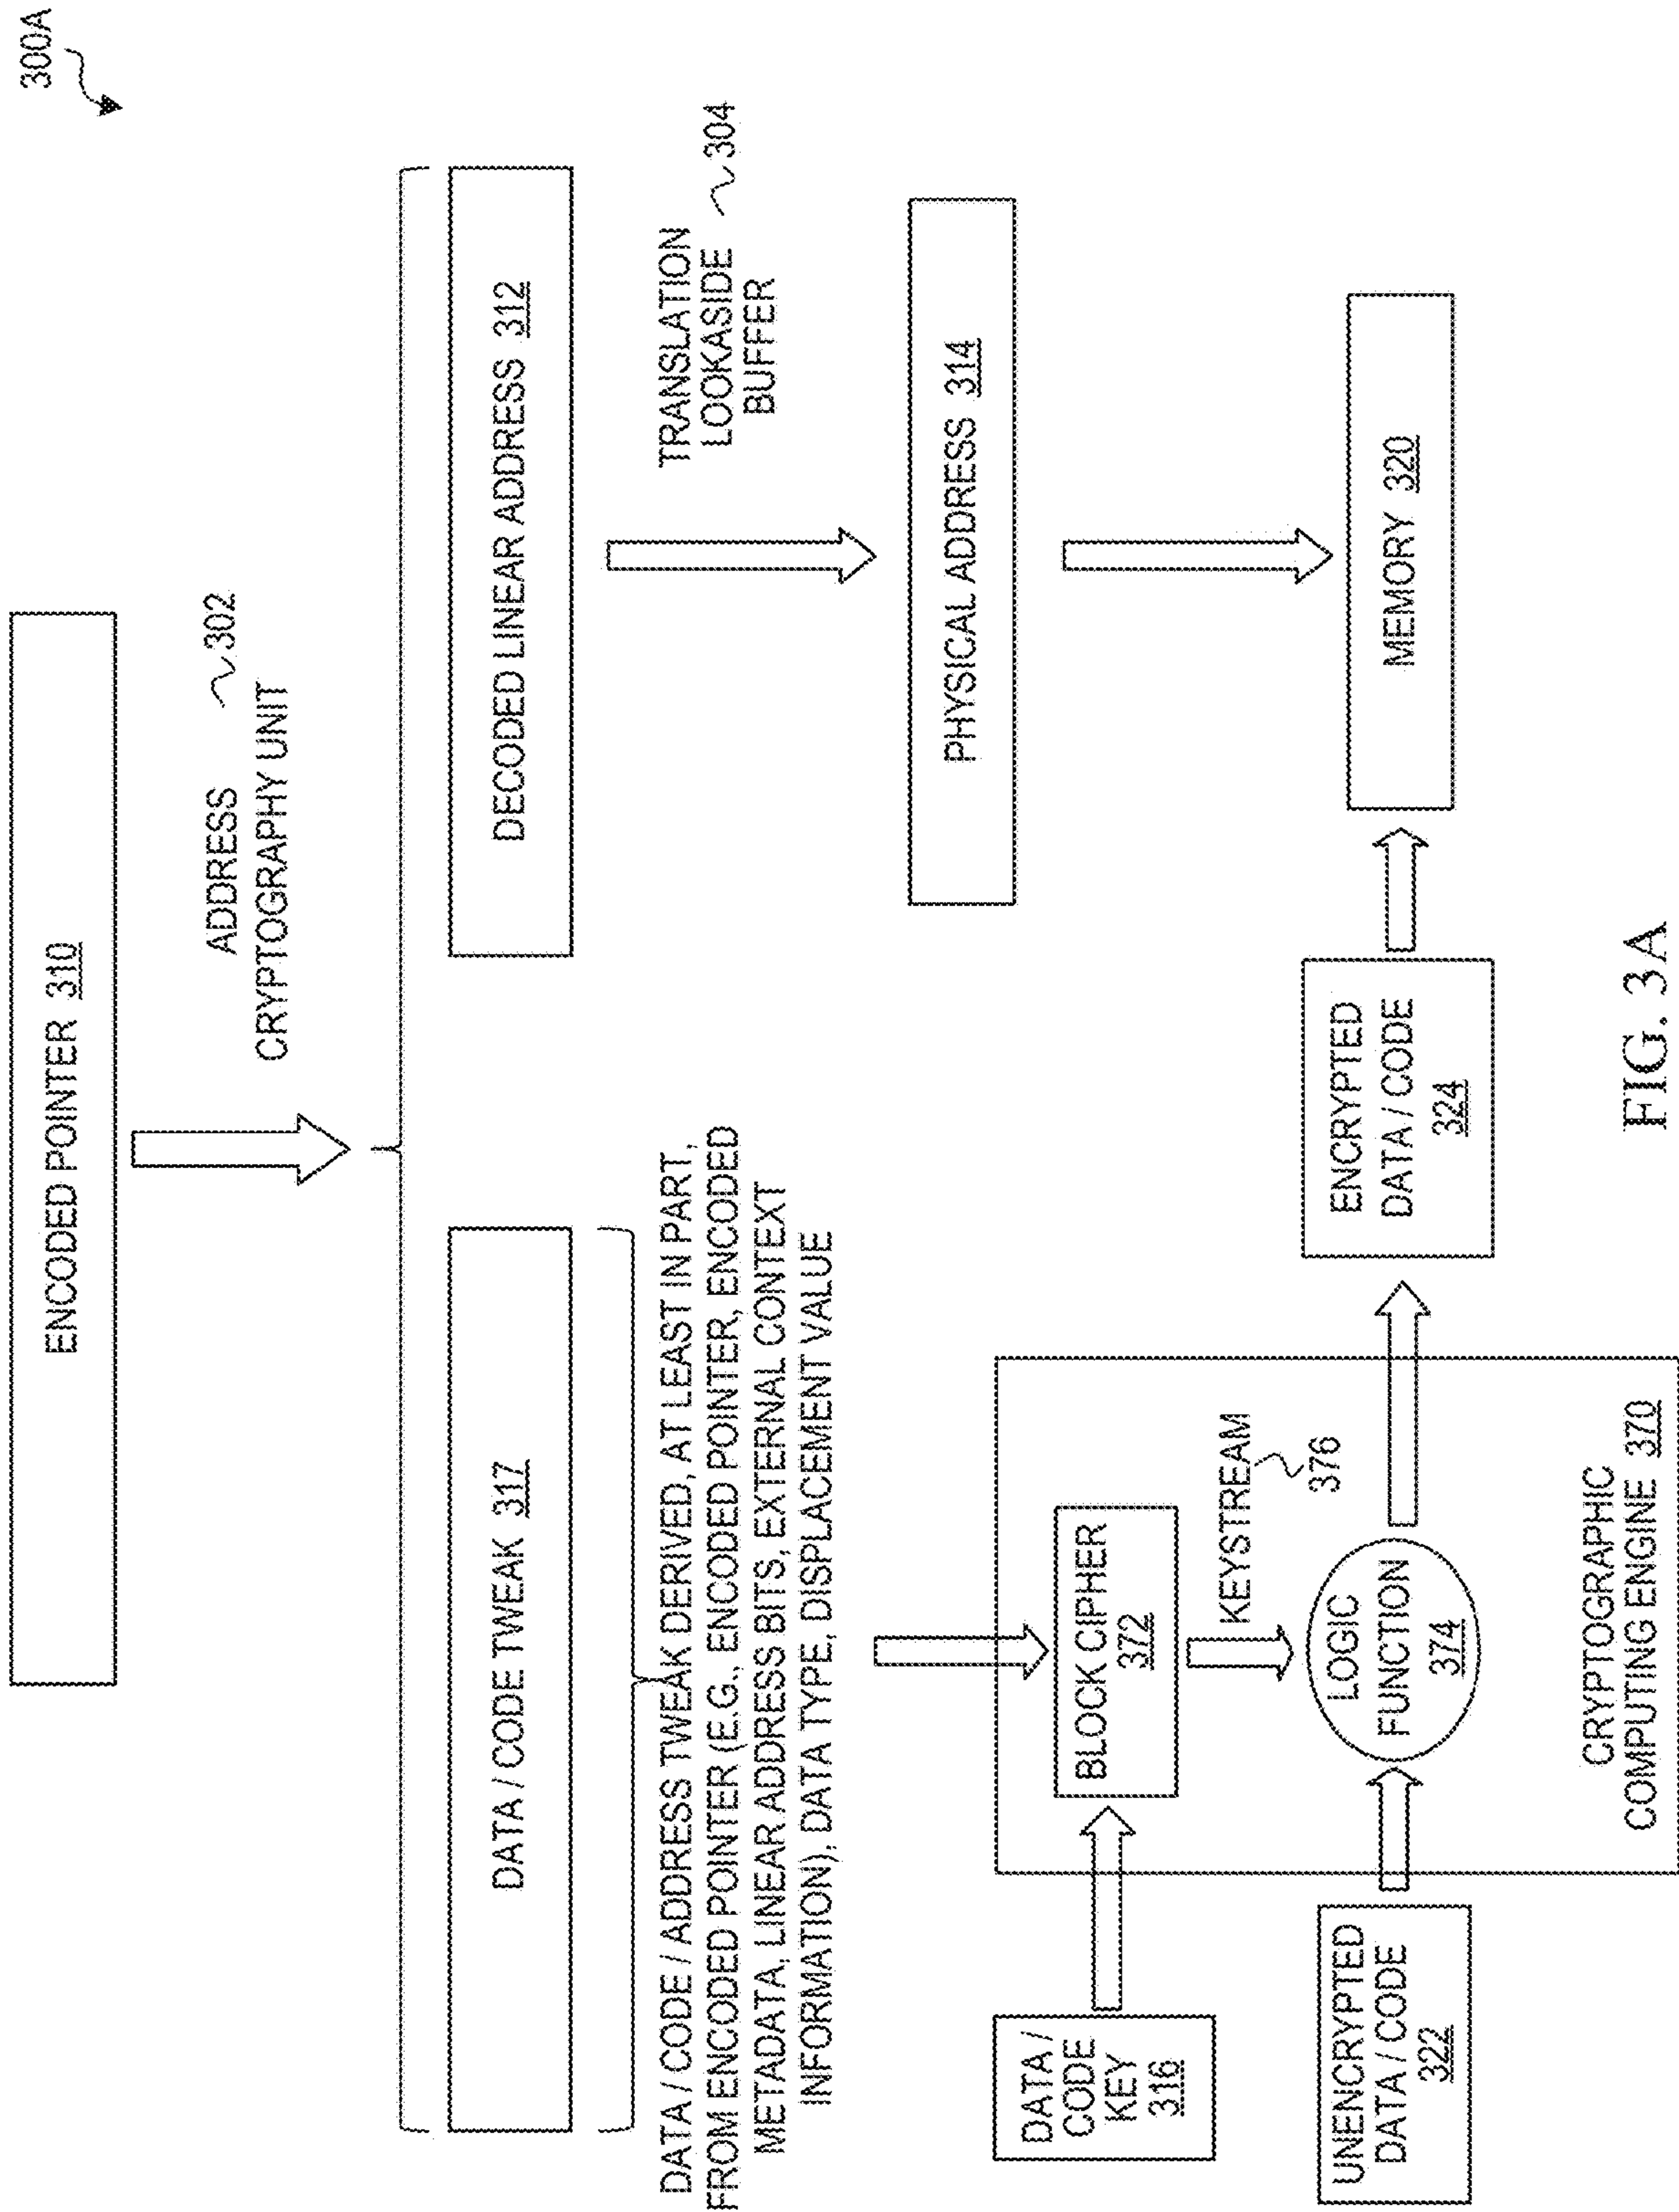 300A
ENCODED POINTER 310
ADDRESS 302
CRYPTOGRAPHY UNIT
DATA / CODE TWEAK 317
DECODED LINEAR ADDRESS 312
DATA / CODE / ADDRESS TWEAK DERIVED, AT LEAST IN PART,
FROM ENCODED POINTER (E.G., ENCODED POINTER, ENCODED
METADATA, LINEAR ADDRESS BITS, EXTERNAL CONTEXT
INFORMATION), DATA TYPE, DISPLACEMENT VALUE
TRANSLATION
LOOKASIDE 304
BUFFER
PHYSICAL ADDRESS 314
DATA /
CODE
KEY
316
BLOCK CIPHER
372
KEYSTREAM
376
UNENCRYPTED
DATA / CODE
322
LOGIC
FUNCTION
374
ENCRYPTED
DATA / CODE
324
MEMORY 320
CRYPTOGRAPHIC
COMPUTING ENGINE 370
FIG. 3A